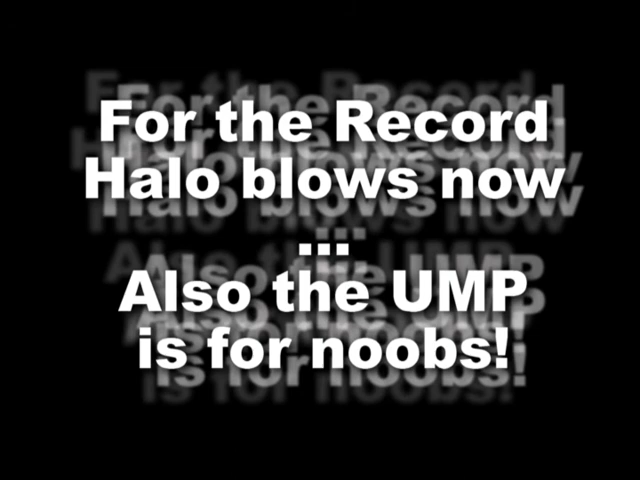 For the Record
Halo blows now
...
Also the UMP
is for noobs!